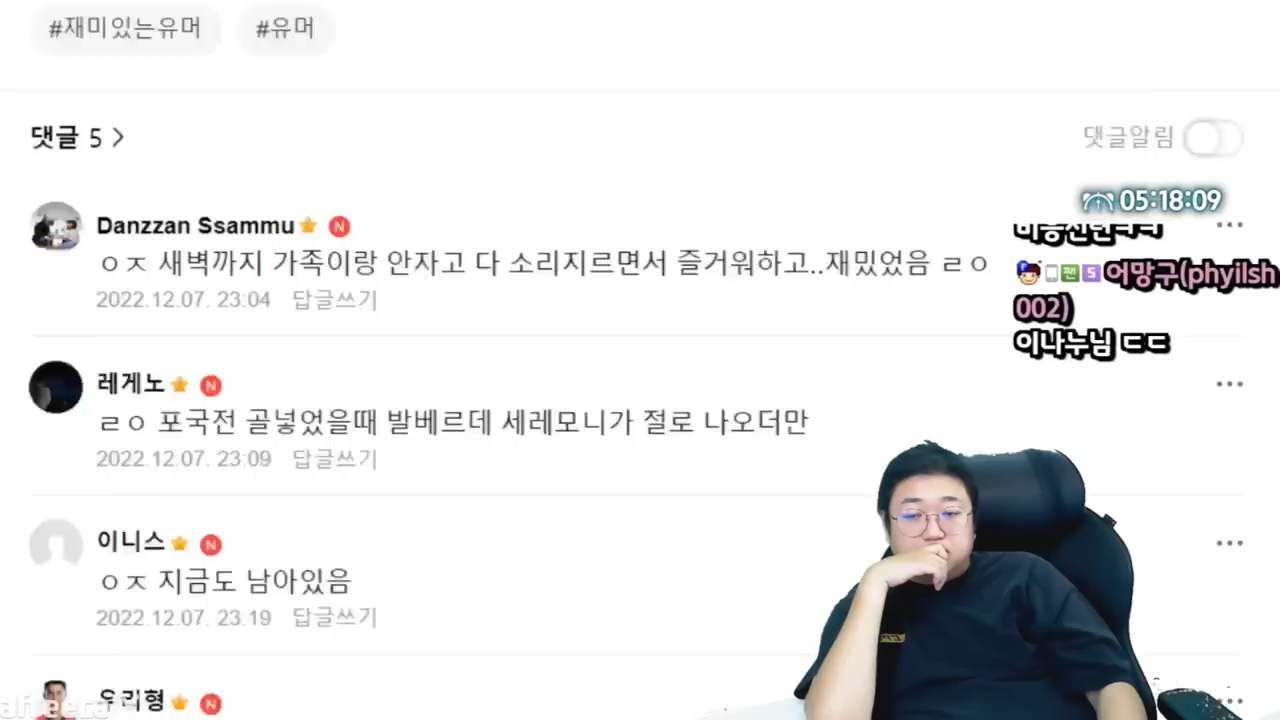 #재미있는유머 #유머
댓글 5
댓글알림
05:18:09
Danzzan Ssammu N
ㅇㅈ 새벽까지 가족이랑 안자고 다 소리지르면서 즐거워하고..재밌었음 ㄹㅇ
2022.12.07. 23:04 답글쓰기
팬 S 어망구(phyilsh
002)
이나누님 ㄷㄷ
레게노 N
ㄹㅇ 포국전 골넣었을때 발베르데 세레모니가 절로 나오더만
2022.12.07. 23:09 답글쓰기
이니스 N
ㅇㅈ 지금도 남아있음
2022.12.07. 23:19 답글쓰기
우리형 N
afreeca